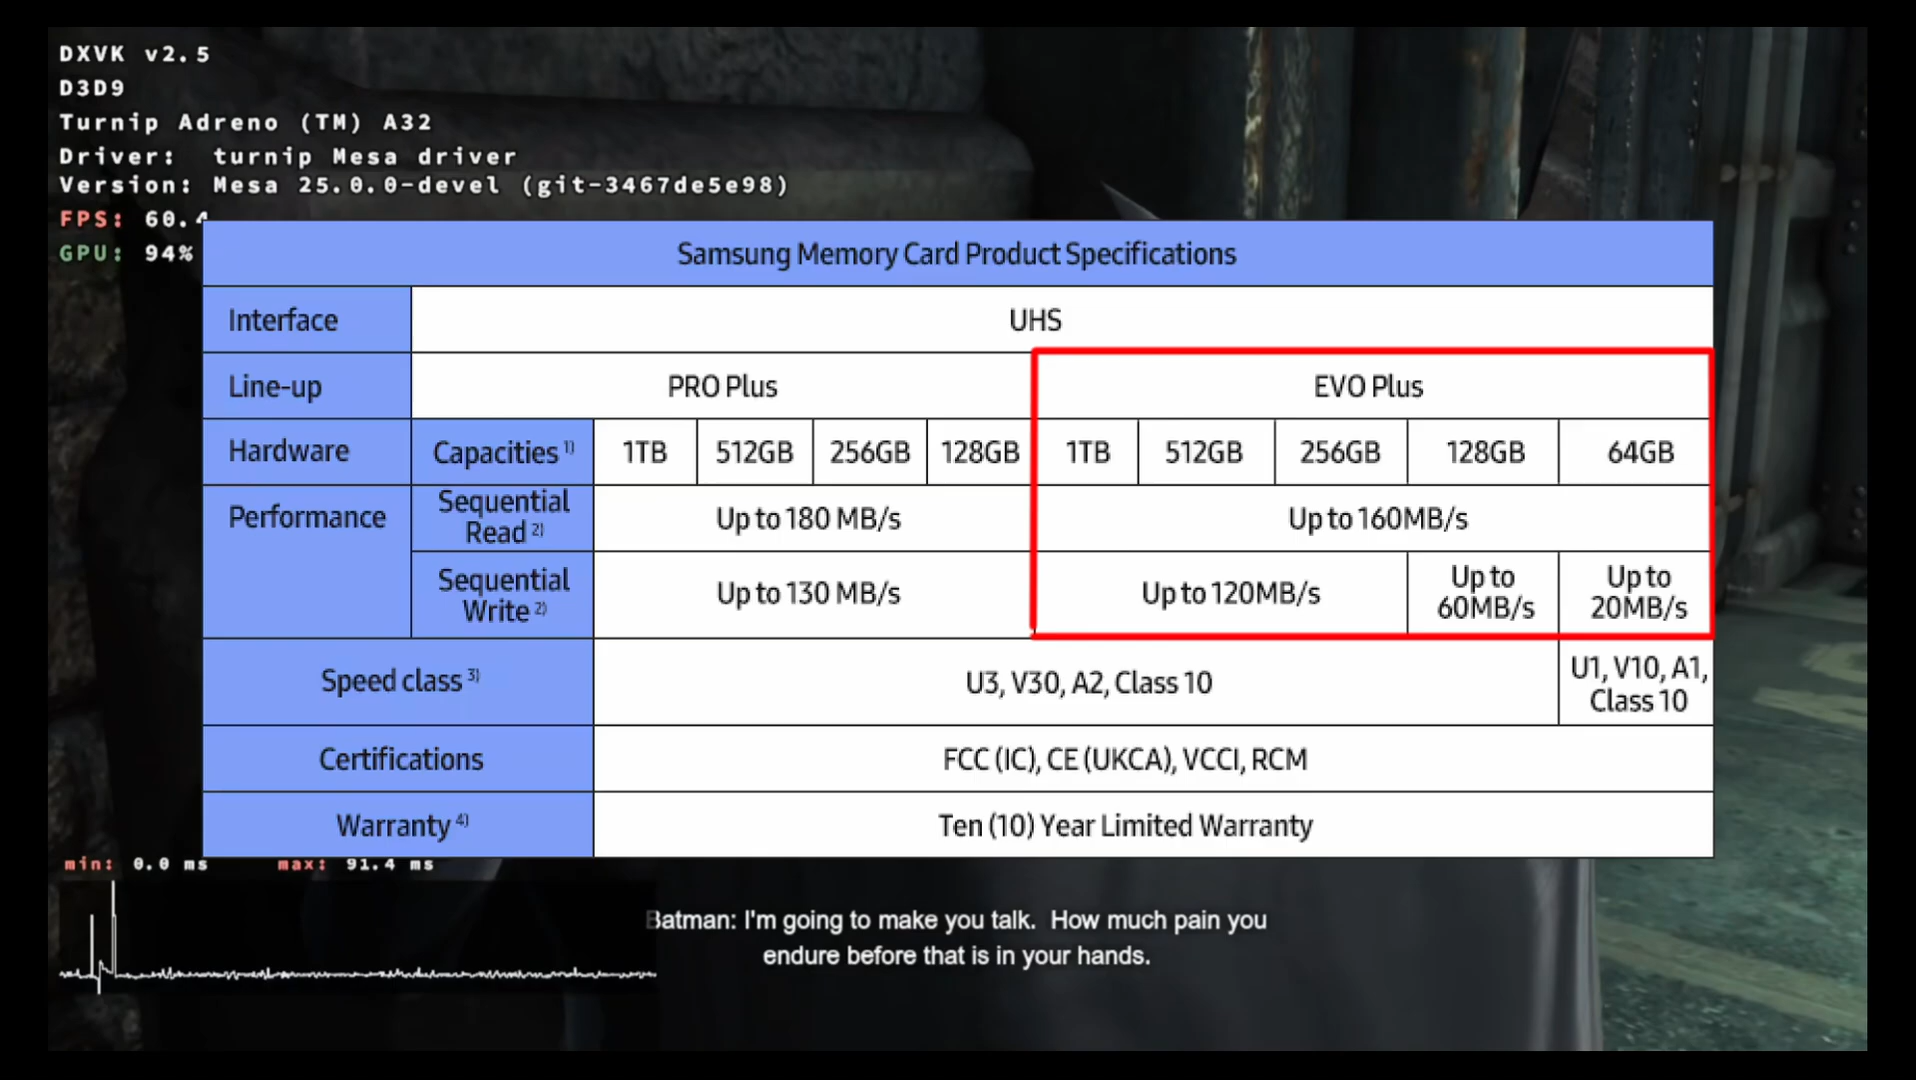 DXVK v2.5
D3D9
Turnip Adreno (TM) A32
Driver: turnip Mesa driver
Version: Mesa 25.0.0-devel (git-3467de5e98)
FPS: 60.4
GPU: 94%
Samsung Memory Card Product Specifications
Interface UHS
Line-up PRO Plus EVO Plus
Hardware Capacities 1) 1TB 512GB 256GB 128GB 1TB 512GB 256GB 128GB 64GB
Performance Sequential Read 2) Up to 180 MB/s Up to 160MB/s
Sequential Write 2) Up to 130 MB/s Up to 120MB/s Up to 60MB/s Up to 20MB/s
Speed class 3) U3, V30, A2, Class 10 U1, V10, A1, Class 10
Certifications FCC (IC), CE (UKCA), VCCI, RCM
Warranty 4) Ten (10) Year Limited Warranty
min: 0.0 ms max: 91.4 ms
Batman: I'm going to make you talk. How much pain you
endure before that is in your hands.